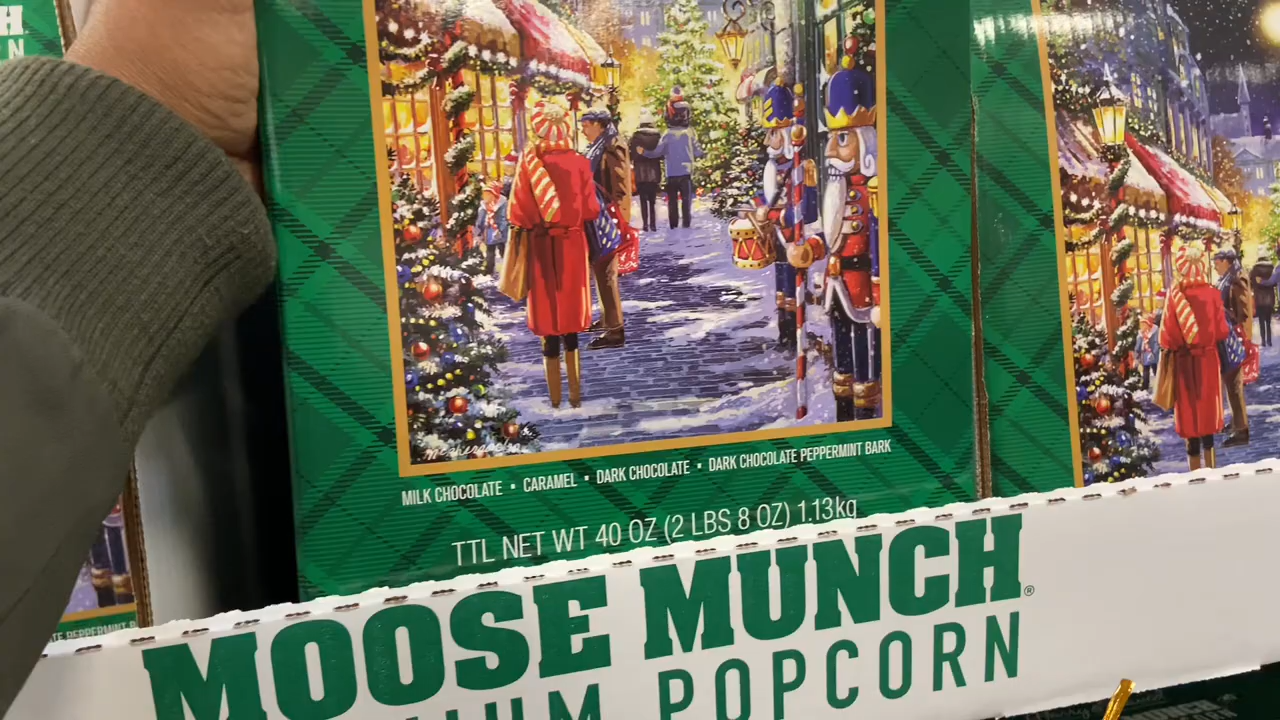 MILK CHOCOLATE • CARAMEL • DARK CHOCOLATE • DARK CHOCOLATE PEPPERMINT BARK
TTL NET WT 40 OZ (2 LBS 8 OZ) 1.13kg
MOOSE MUNCH®
POPCORN
PEPPERMINT